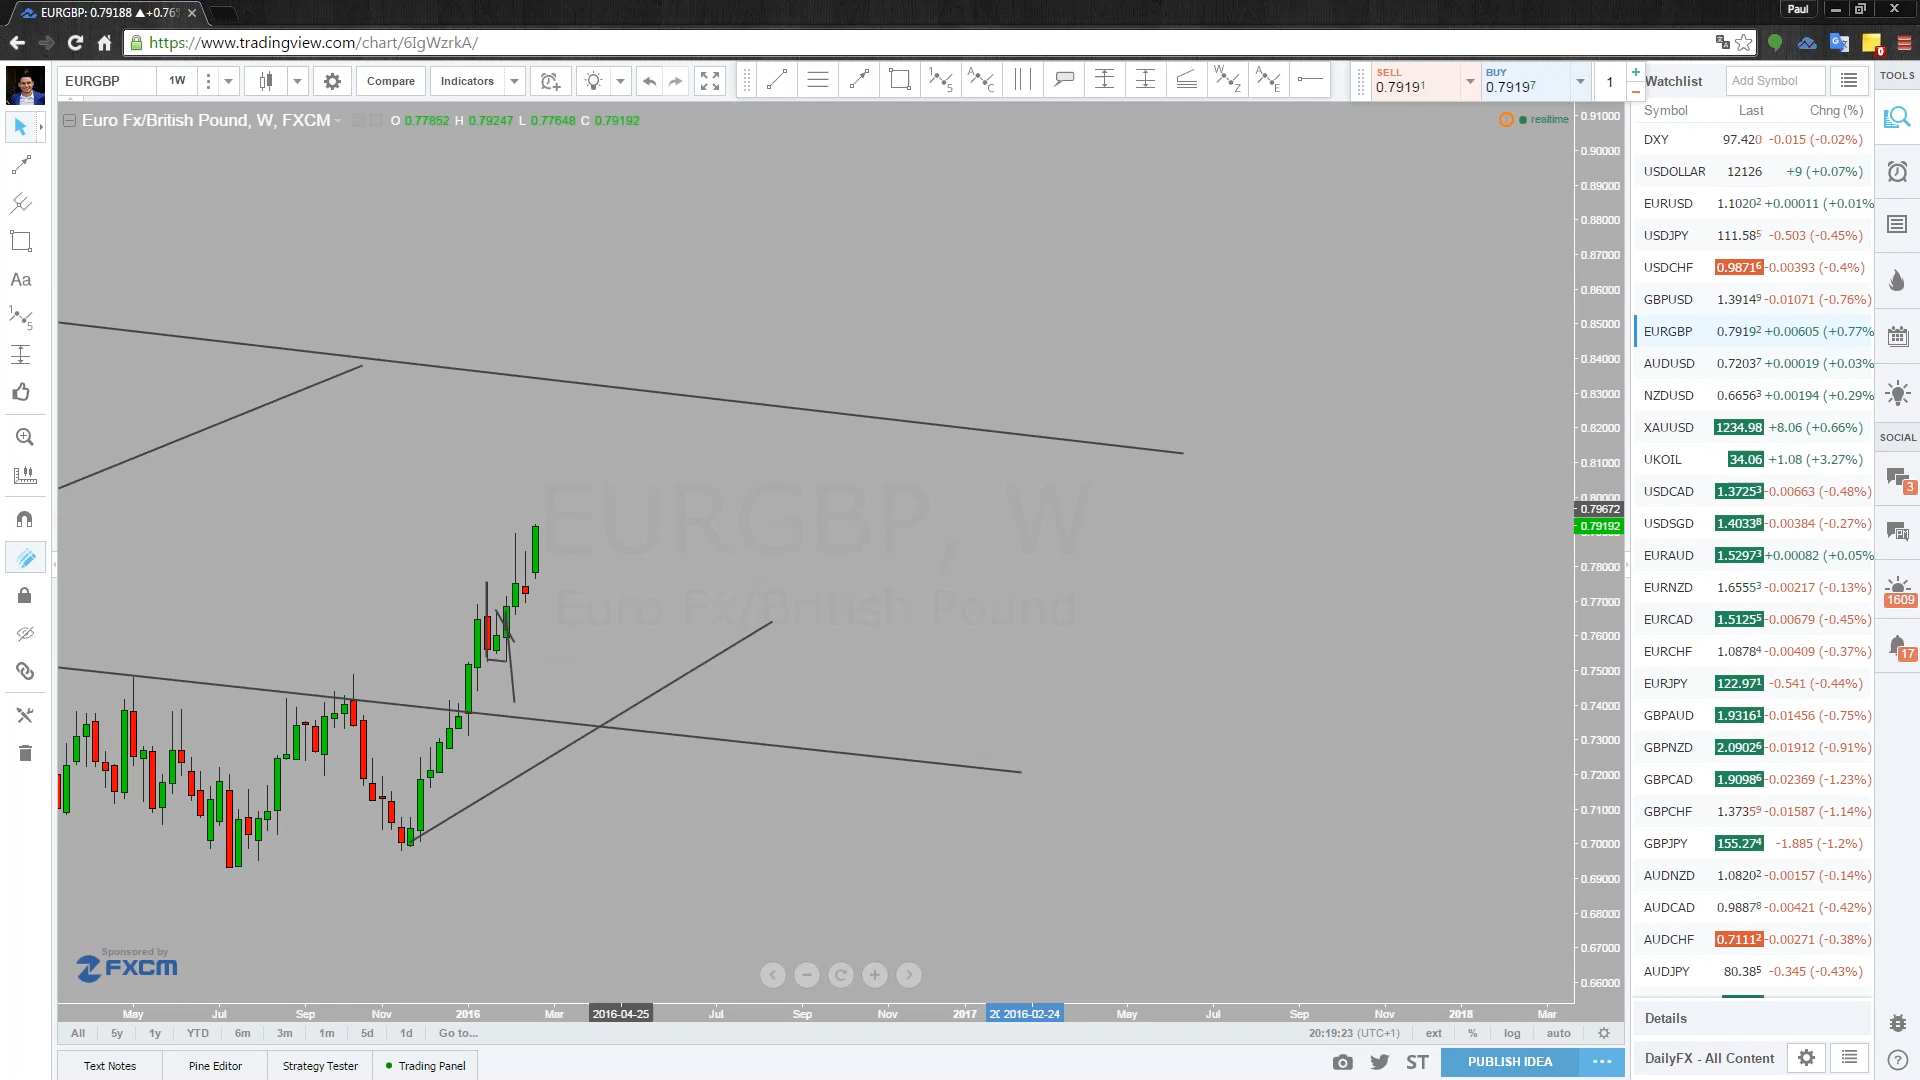 EURGBP: 0.79188 ▲+0.76%
Paul
https://www.tradingview.com/chart/6IgWzrkA/
EURGBP 1W Compare Indicators
SELL 0.79191 BUY 0.79197 1
Watchlist Add Symbol
TOOLS
Euro Fx/British Pound, W, FXCM O 0.77852 H 0.79247 L 0.77648 C 0.79192
realtime
Symbol Last Chng (%)
DXY 97.420 -0.015 (-0.02%)
USDOLLAR 12126 +9 (+0.07%)
EURUSD 1.10202 +0.00011 (+0.01%
USDJPY 111.585 -0.503 (-0.45%)
USDCHF 0.98716 -0.00393 (-0.4%)
GBPUSD 1.39149 -0.01071 (-0.76%)
EURGBP 0.79192 +0.00605 (+0.77%
AUDUSD 0.72037 +0.00019 (+0.03%
NZDUSD 0.66563 +0.00194 (+0.29%
XAUUSD 1234.98 +8.06 (+0.66%)
UKOIL 34.06 +1.08 (+3.27%)
USDCAD 1.37253 -0.00663 (-0.48%)
USDSGD 1.40338 -0.00384 (-0.27%)
EURAUD 1.52973 +0.00082 (+0.05%
EURNZD 1.65553 -0.00217 (-0.13%)
EURCAD 1.51255 -0.00679 (-0.45%)
EURCHF 1.08784 -0.00409 (-0.37%)
EURJPY 122.971 -0.541 (-0.44%)
GBPAUD 1.93161 -0.01456 (-0.75%)
GBPNZD 2.09026 -0.01912 (-0.91%)
GBPCAD 1.90986 -0.02369 (-1.23%)
GBPCHF 1.37359 -0.01587 (-1.14%)
GBPJPY 155.274 -1.885 (-1.2%)
AUDNZD 1.08202 -0.00157 (-0.14%)
AUDCAD 0.98878 -0.00421 (-0.42%)
AUDCHF 0.71112 -0.00271 (-0.38%)
AUDJPY 80.385 -0.345 (-0.43%)
SOCIAL
3
1609
17
Aa
EURGBP, W
Euro Fx/British Pound
0.91000
0.90000
0.89000
0.88000
0.87000
0.86000
0.85000
0.84000
0.83000
0.82000
0.81000
0.80000
0.79672
0.79192
0.78000
0.77000
0.76000
0.75000
0.74000
0.73000
0.72000
0.71000
0.70000
0.69000
0.68000
0.67000
0.66000
Sponsored by
FXCM
May Jul Sep Nov 2016 Mar 2016-04-25 Jul Sep Nov 2017 2016-02-24 May Jul Sep Nov 2018 Mar
All 5y 1y YTD 6m 3m 1m 5d 1d Go to... 20:19:23 (UTC+1) ext % log auto
Text Notes Pine Editor Strategy Tester Trading Panel ST PUBLISH IDEA ...
Details
DailyFX - All Content